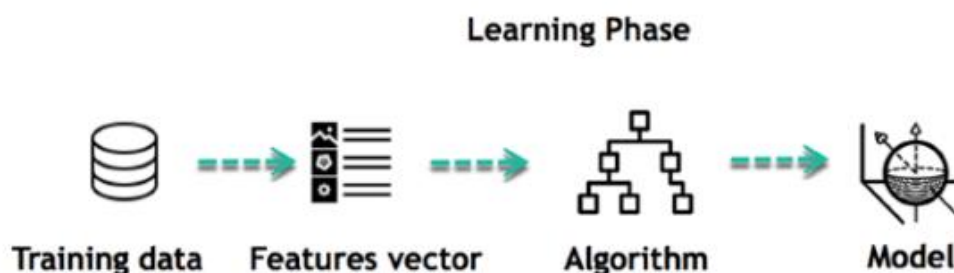 Learning Phase
Training data
Features vector
Algorithm
Model